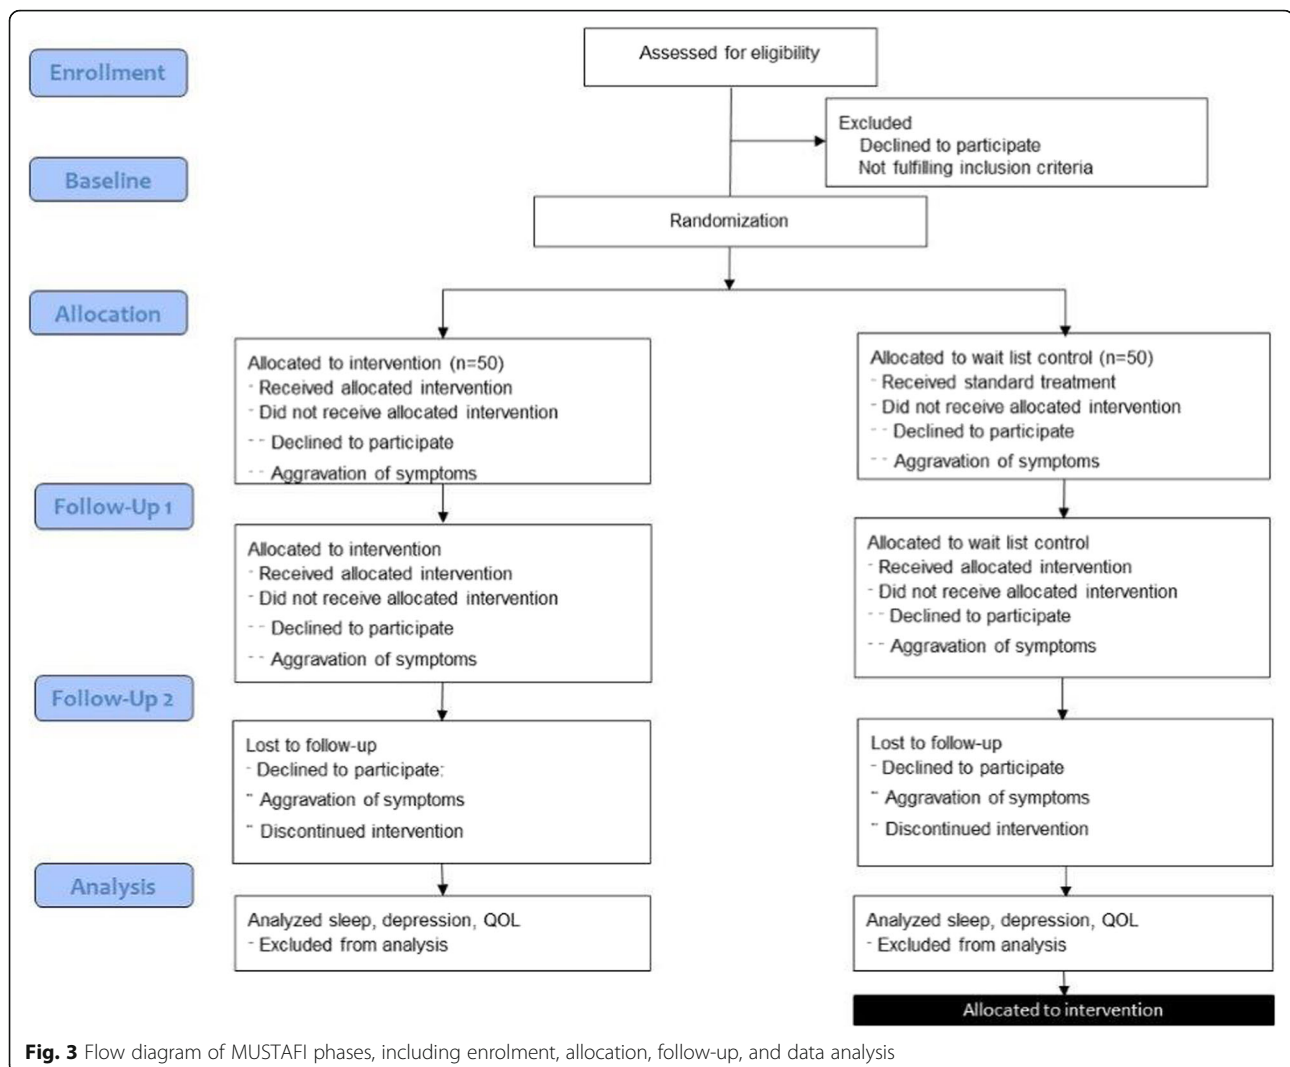 Enrollment
Assessed for eligibility
Excluded
Declined to participate
Not fulfilling inclusion criteria
Baseline
Randomization
Allocation
Allocated to intervention (n=50)
- Received allocated intervention
- Did not receive allocated intervention
- - Declined to participate
- - Aggravation of symptoms
Allocated to wait list control (n=50)
- Received standard treatment
- Did not receive allocated intervention
- - Declined to participate
- - Aggravation of symptoms
Follow-Up 1
Allocated to intervention
- Received allocated intervention
- Did not receive allocated intervention
- - Declined to participate
- - Aggravation of symptoms
Allocated to wait list control
- Received allocated intervention
- Did not receive allocated intervention
- - Declined to participate
- - Aggravation of symptoms
Follow-Up 2
Lost to follow-up
- Declined to participate:
- Aggravation of symptoms
- Discontinued intervention
Lost to follow-up
- Declined to participate
- Aggravation of symptoms
- Discontinued intervention
Analysis
Analyzed sleep, depression, QOL
- Excluded from analysis
Analyzed sleep, depression, QOL
- Excluded from analysis
Allocated to intervention
Fig. 3 Flow diagram of MUSTAFI phases, including enrolment, allocation, follow-up, and data analysis